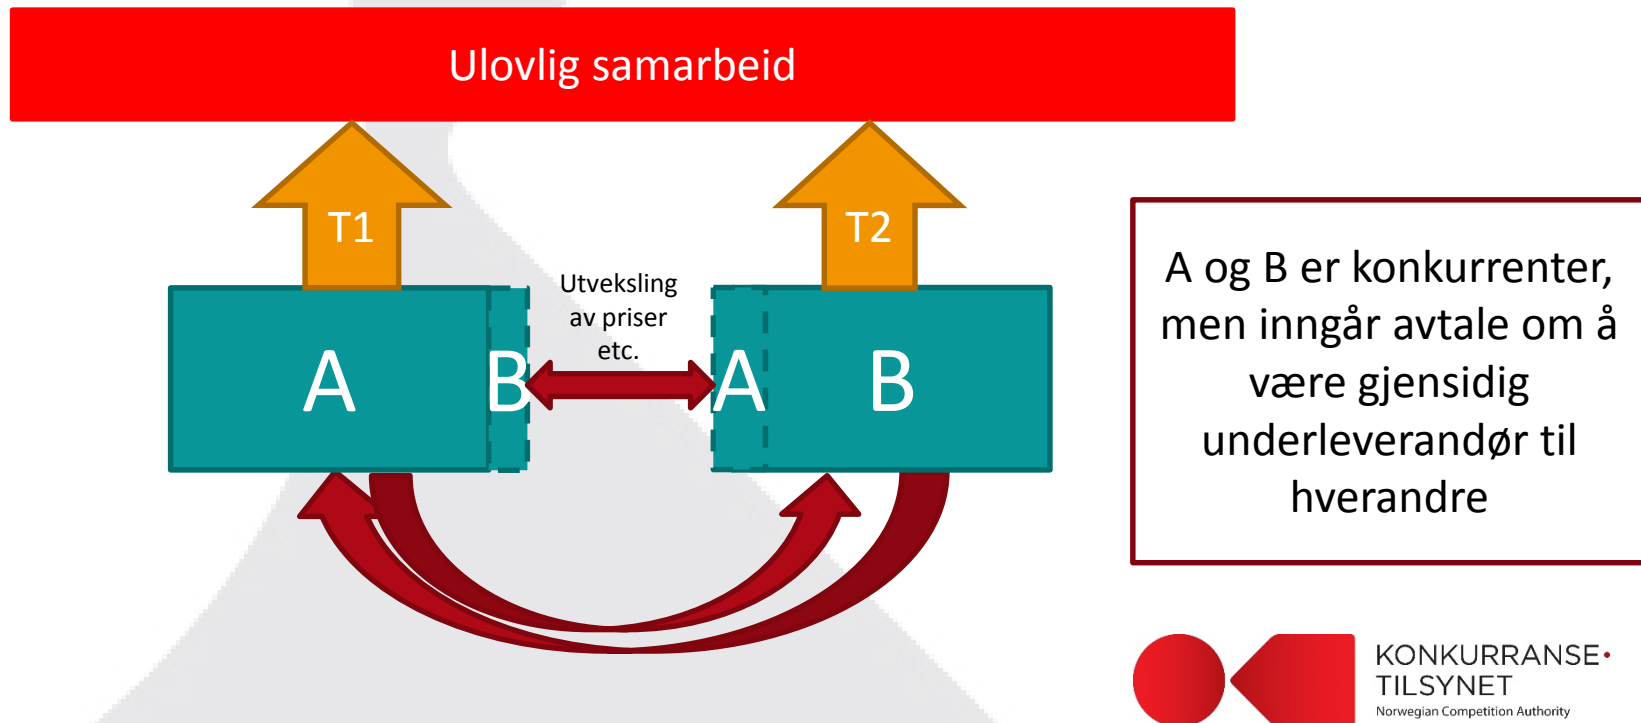 Ulovlig samarbeid
T1
T2
Utveksling
av priser
etc.
A
B
A
B
A og B er konkurrenter,
men inngår avtale om å
være gjensidig
underleverandør til
hverandre
KONKURRANSE•
TILSYNET
Norwegian Competition Authority